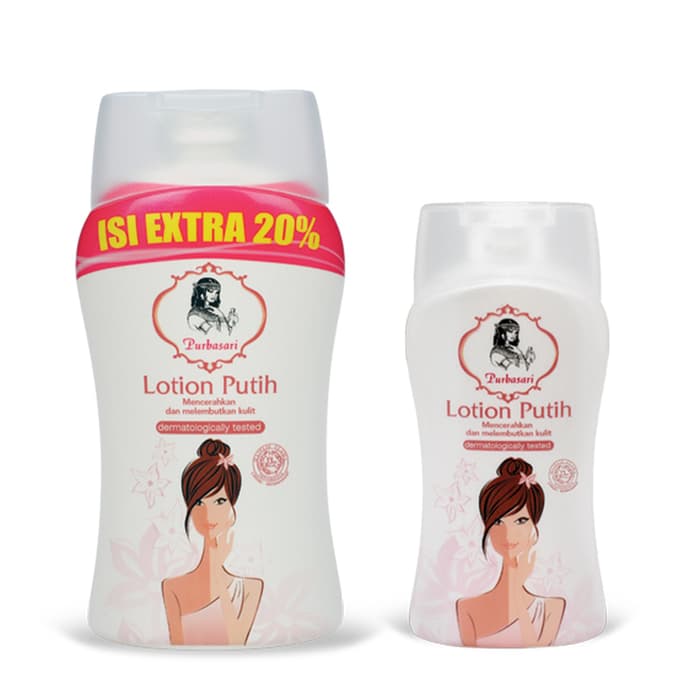 ISI EXTRA 20%
Purbasari
Lotion Putih
Mencerahkan
dan melembutkan kulit
dermatologically tested
Purbasari
Lotion Putih
Mencerahkan
dan melembutkan kulit
dermatologically tested